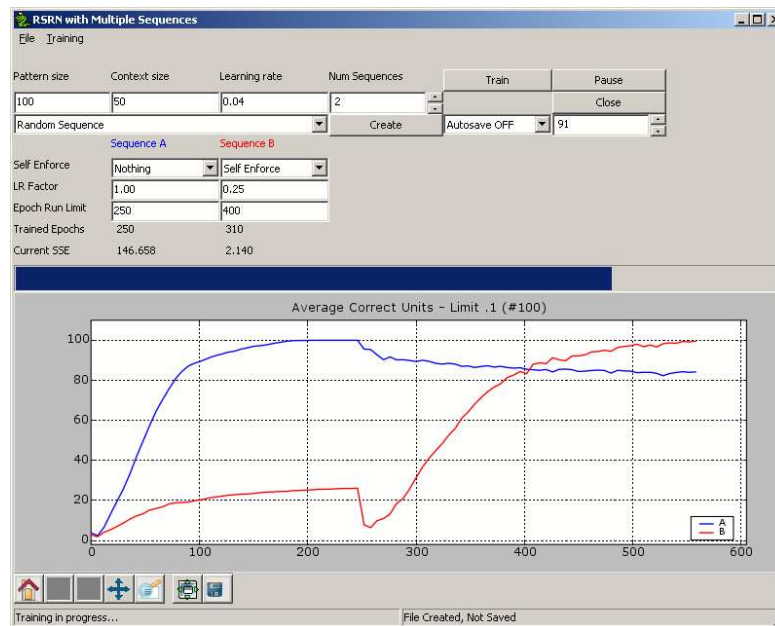 RSRN with Multiple Sequences
File Training
Pattern size Context size Learning rate Num Sequences Train Pause
100 50 0.04 2 Close
Random Sequence Create Autosave OFF 91
Sequence A Sequence B
Self Enforce Nothing Self Enforce
LR Factor 1.00 0.25
Epoch Run Limit 250 400
Trained Epochs 250 310
Current SSE 146.658 2.140
Average Correct Units - Limit .1 (#100)
100
80
60
40
20
0
A
B
0 100 200 300 400 500 600
Training in progress... File Created, Not Saved